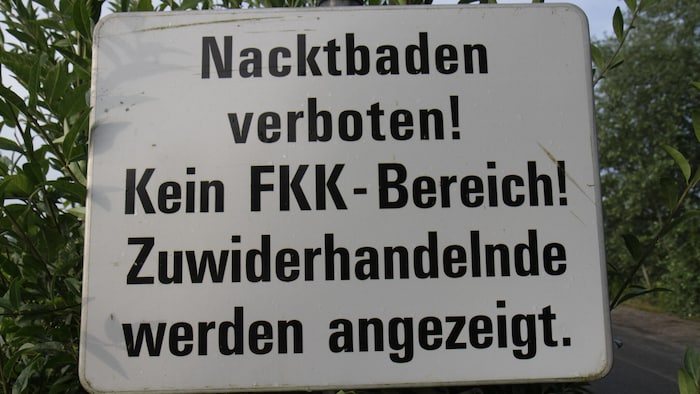 Nacktbaden
verboten!
Kein FKK-Bereich!
Zuwiderhandelnde
werden angezeigt.